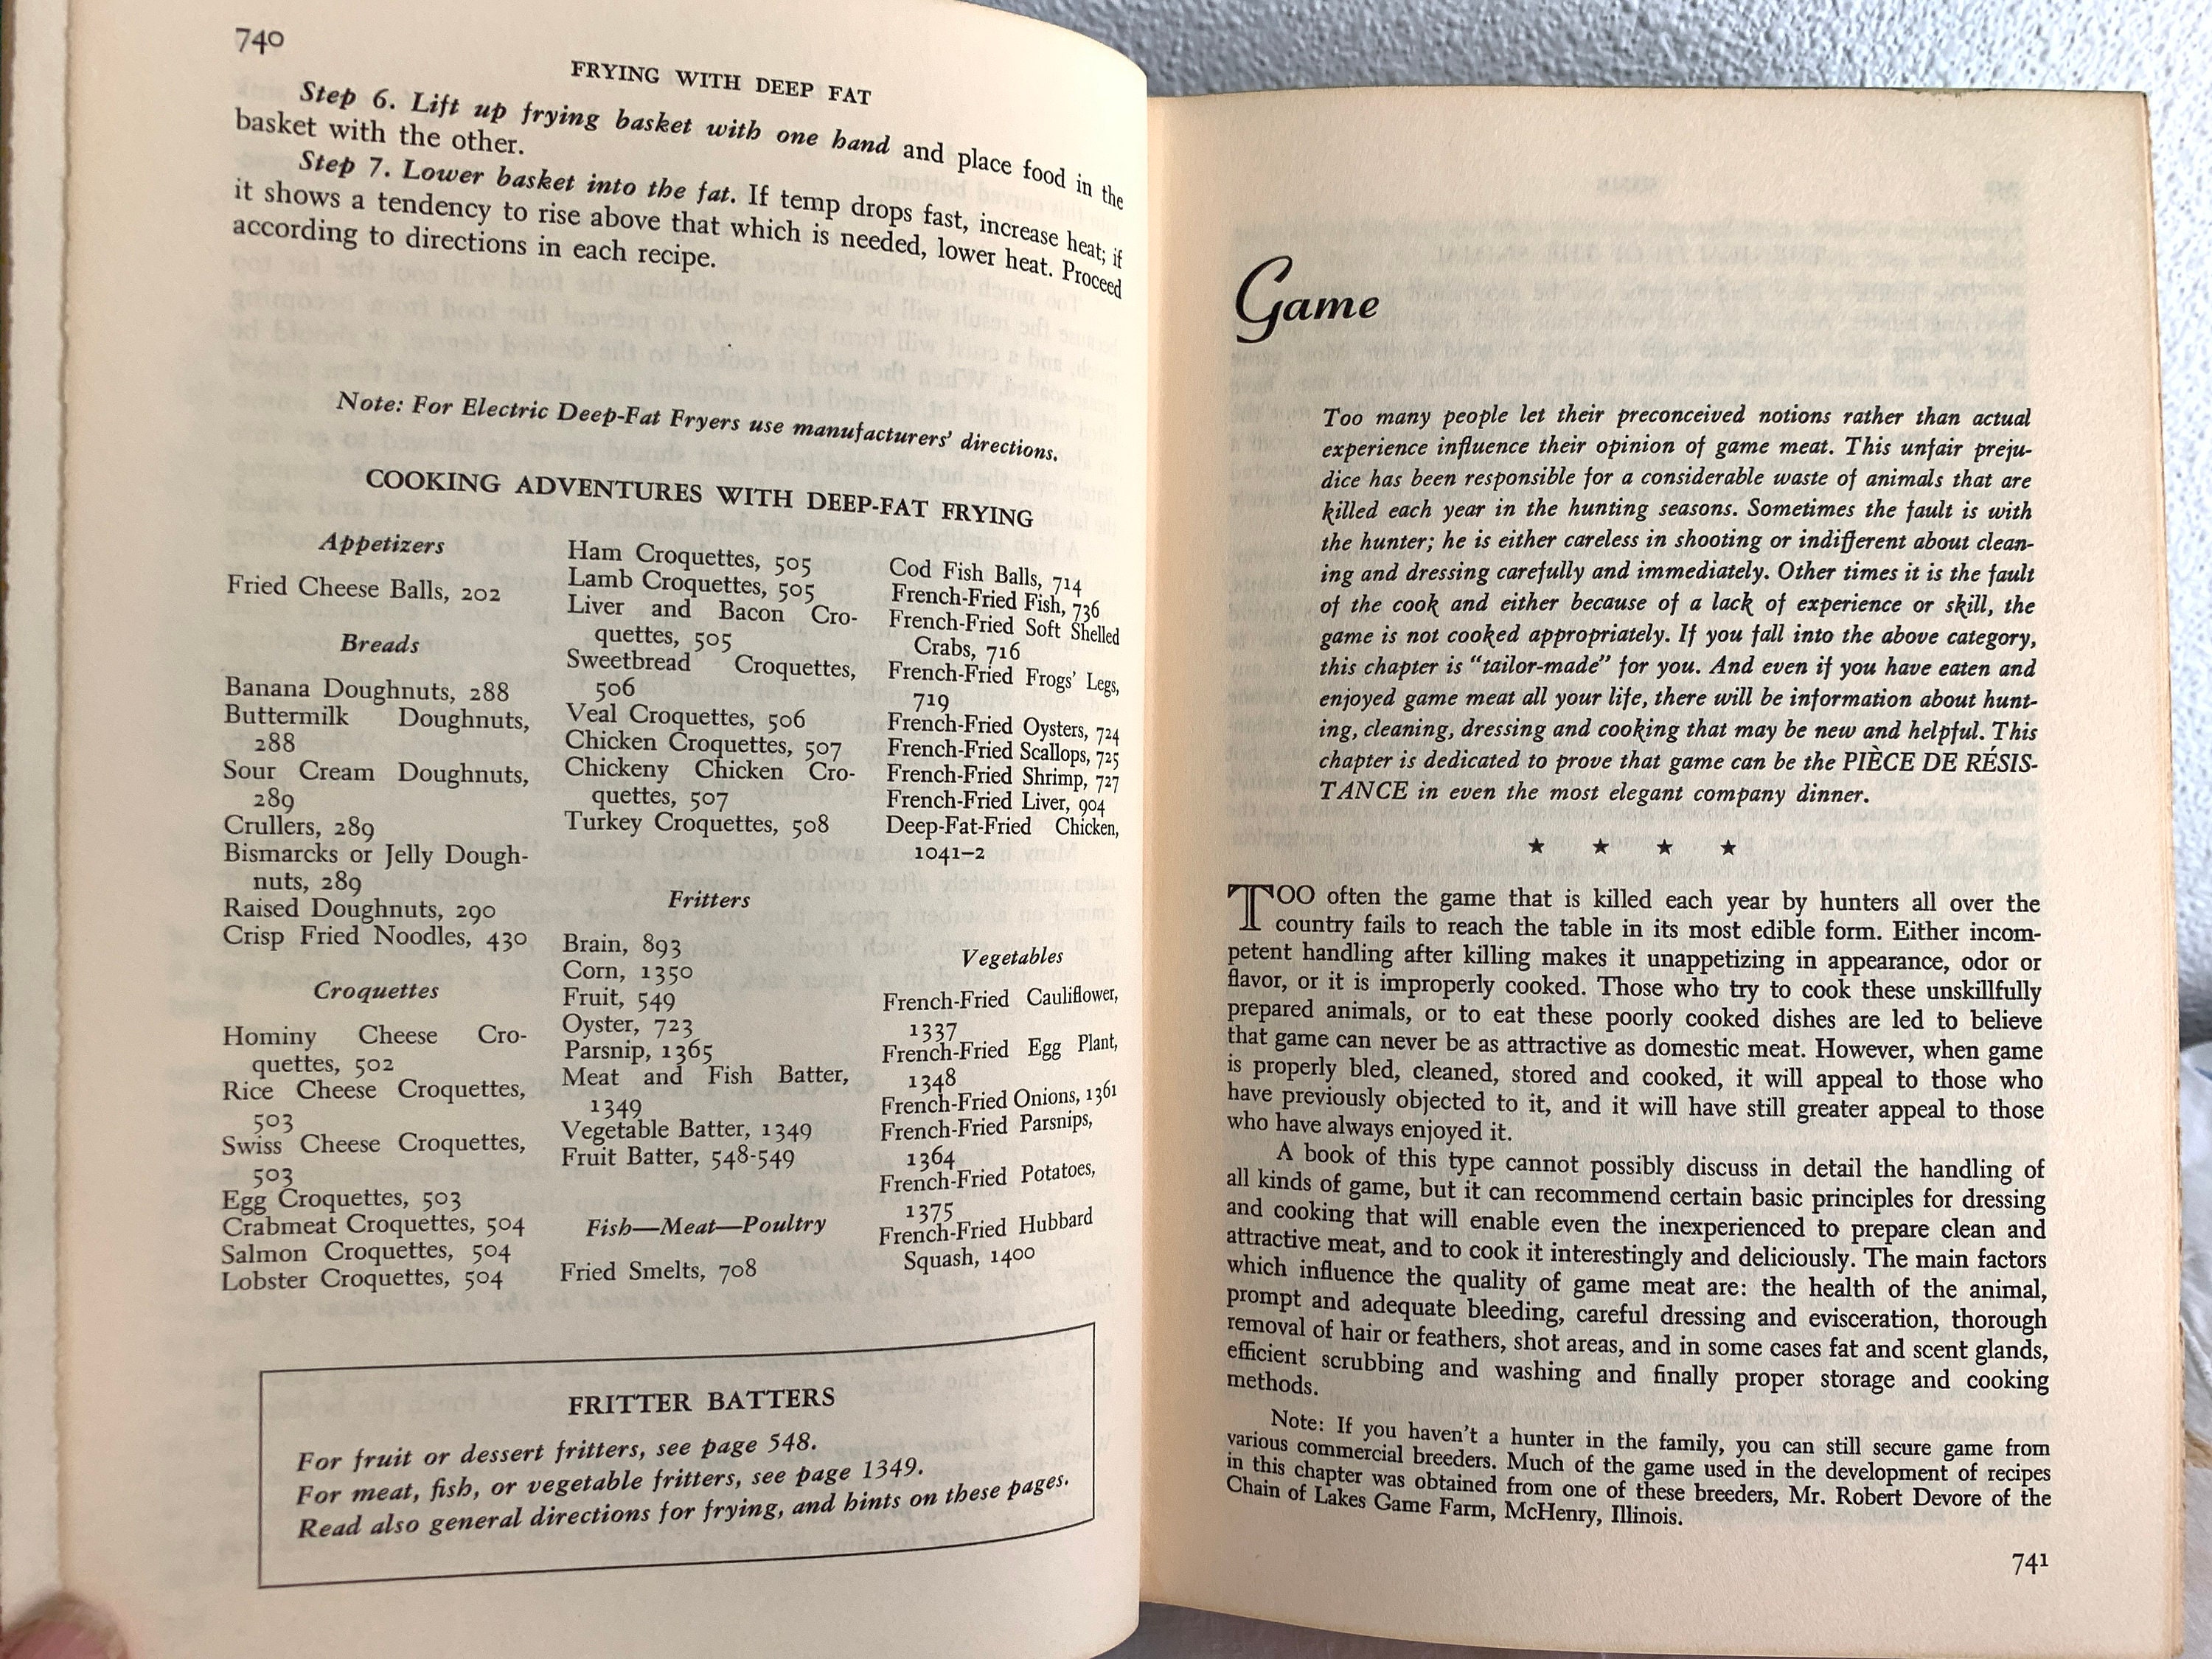 740
FRYING WITH DEEP FAT
Step 6. Lift up frying basket with one hand and place food in the
basket with the other.
Step 7. Lower basket into the fat. If temp drops fast, increase heat; if
it shows a tendency to rise above that which is needed, lower heat. Proceed
according to directions in each recipe.
Note: For Electric Deep-Fat Fryers use manufacturers' directions.
COOKING ADVENTURES WITH DEEP-FAT FRYING
Appetizers
Fried Cheese Balls, 202
Breads
Banana Doughnuts, 288
Buttermilk Doughnuts,
288
Sour Cream Doughnuts,
289
Crullers, 289
Bismarcks or Jelly Dough-
nuts, 289
Raised Doughnuts, 290
Crisp Fried Noodles, 430
Croquettes
Hominy Cheese Cro-
quettes, 502
Rice Cheese Croquettes,
503
Swiss Cheese Croquettes,
503
Egg Croquettes, 503
Crabmeat Croquettes, 504
Salmon Croquettes, 504
Lobster Croquettes, 504
Ham Croquettes, 505
Lamb Croquettes, 505
Liver and Bacon Cro-
quettes, 505
Sweetbread Croquettes,
506
Veal Croquettes, 506
Chicken Croquettes, 507
Chickeny Chicken Cro-
quettes, 507
Turkey Croquettes, 508
Fritters
Brain, 893
Corn, 1350
Fruit, 549
Oyster, 723
Parsnip, 1365
Meat and Fish Batter,
1349
Vegetable Batter, 1349
Fruit Batter, 548-549
Fish—Meat—Poultry
Fried Smelts, 708
Cod Fish Balls, 714
French-Fried Fish, 736
French-Fried Soft Shelled
Crabs, 716
French-Fried Frogs' Legs,
719
French-Fried Oysters, 724
French-Fried Scallops, 725
French-Fried Shrimp, 727
French-Fried Liver, 904
Deep-Fat-Fried Chicken,
1041–2
Vegetables
French-Fried Cauliflower,
1337
French-Fried Egg Plant,
1348
French-Fried Onions, 1361
French-Fried Parsnips,
1364
French-Fried Potatoes,
1375
French-Fried Hubbard
Squash, 1400
FRITTER BATTERS
For fruit or dessert fritters, see page 548.
For meat, fish, or vegetable fritters, see page 1349.
Read also general directions for frying, and hints on these pages.
Game
Too many people let their preconceived notions rather than actual
experience influence their opinion of game meat. This unfair preju-
dice has been responsible for a considerable waste of animals that are
killed each year in the hunting seasons. Sometimes the fault is with
the hunter; he is either careless in shooting or indifferent about clean-
ing and dressing carefully and immediately. Other times it is the fault
of the cook and either because of a lack of experience or skill, the
game is not cooked appropriately. If you fall into the above category,
this chapter is “tailor-made” for you. And even if you have eaten and
enjoyed game meat all your life, there will be information about hunt-
ing, cleaning, dressing and cooking that may be new and helpful. This
chapter is dedicated to prove that game can be the PIÈCE DE RÉSIS-
TANCE in even the most elegant company dinner.
★ ★ ★ ★
TOO often the game that is killed each year by hunters all over the
country fails to reach the table in its most edible form. Either incom-
petent handling after killing makes it unappetizing in appearance, odor or
flavor, or it is improperly cooked. Those who try to cook these unskillfully
prepared animals, or to eat these poorly cooked dishes are led to believe
that game can never be as attractive as domestic meat. However, when game
is properly bled, cleaned, stored and cooked, it will appeal to those who
have previously objected to it, and it will have still greater appeal to those
who have always enjoyed it.
A book of this type cannot possibly discuss in detail the handling of
all kinds of game, but it can recommend certain basic principles for dressing
and cooking that will enable even the inexperienced to prepare clean and
attractive meat, and to cook it interestingly and deliciously. The main factors
which influence the quality of game meat are: the health of the animal,
prompt and adequate bleeding, careful dressing and evisceration, thorough
removal of hair or feathers, shot areas, and in some cases fat and scent glands,
efficient scrubbing and washing and finally proper storage and cooking
methods.
Note: If you haven't a hunter in the family, you can still secure game from
various commercial breeders. Much of the game used in the development of recipes
in this chapter was obtained from one of these breeders, Mr. Robert Devore of the
Chain of Lakes Game Farm, McHenry, Illinois.
741